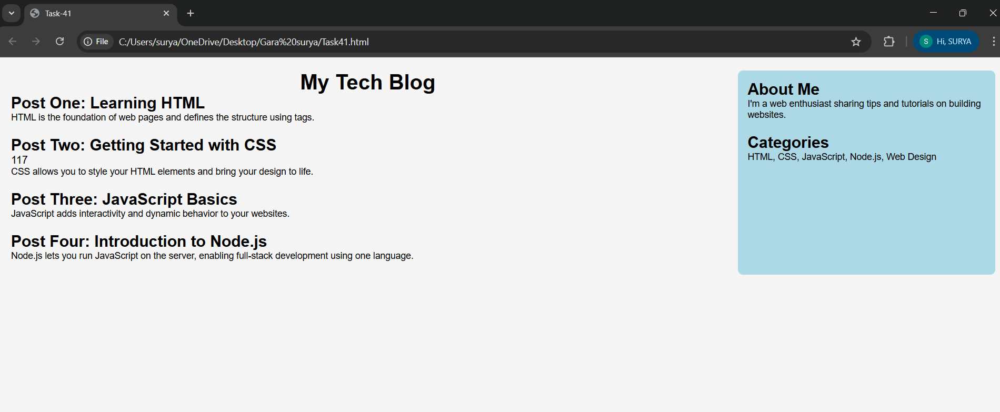 Task-41
File
C:/Users/surya/OneDrive/Desktop/Gara%20surya/Task41.html
S
Hi, SURYA
My Tech Blog
Post One: Learning HTML
HTML is the foundation of web pages and defines the structure using tags.
Post Two: Getting Started with CSS
117
CSS allows you to style your HTML elements and bring your design to life.
Post Three: JavaScript Basics
JavaScript adds interactivity and dynamic behavior to your websites.
Post Four: Introduction to Node.js
Node.js lets you run JavaScript on the server, enabling full-stack development using one language.
About Me
I'm a web enthusiast sharing tips and tutorials on building
websites.
Categories
HTML, CSS, JavaScript, Node.js, Web Design